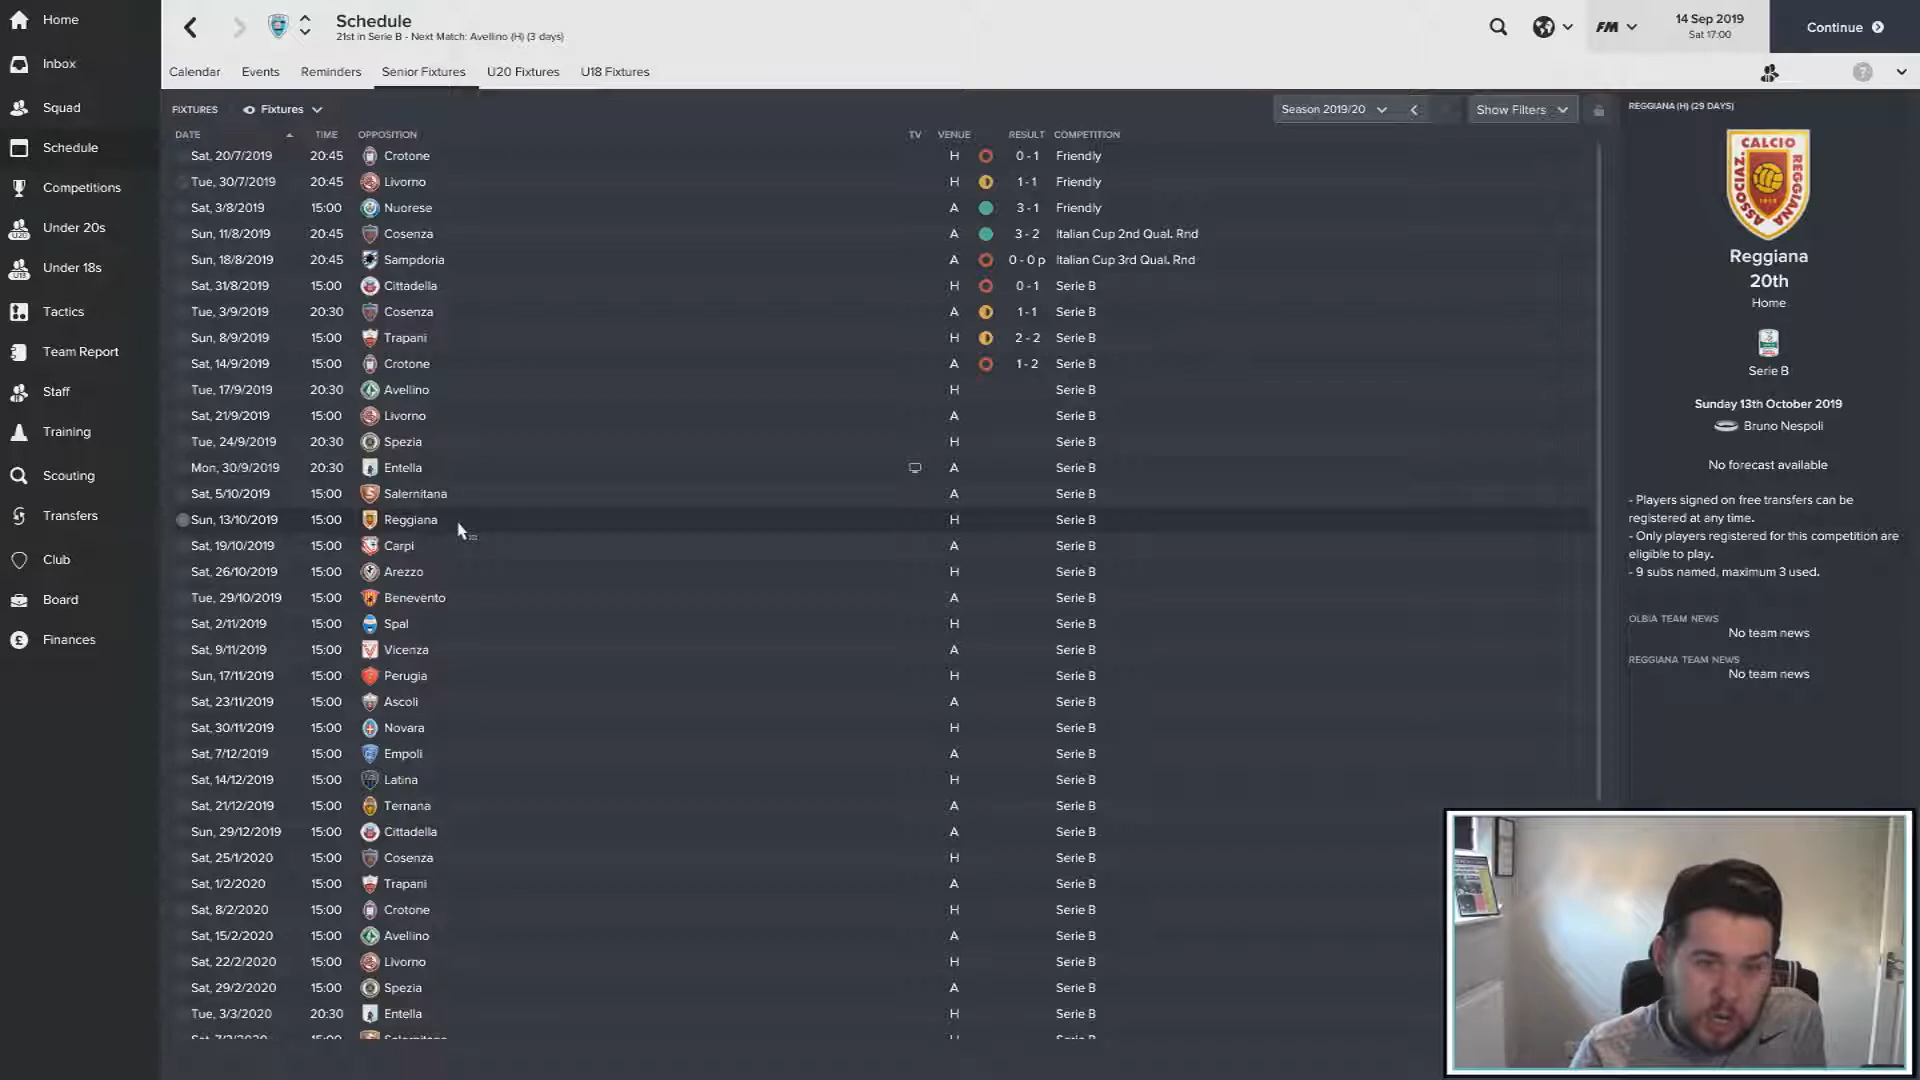 Home
Inbox
Squad
Schedule
Competitions
Under 20s
Under 18s
Tactics
Team Report
Staff
Training
Scouting
Transfers
Club
Board
Finances
Schedule
21st in Serie B - Next Match: Avellino (H) (3 days)
FM
14 Sep 2019
Sat 17:00
Continue
Calendar Events Reminders Senior Fixtures U20 Fixtures U18 Fixtures
FIXTURES Fixtures Season 2019/20 Show Filters
DATE TIME OPPOSITION TV VENUE RESULT COMPETITION
Sat, 20/7/2019 20:45 Crotone H 0 - 1 Friendly
Tue, 30/7/2019 20:45 Livorno H 1 - 1 Friendly
Sat, 3/8/2019 15:00 Nuorese A 3 - 1 Friendly
Sun, 11/8/2019 20:45 Cosenza A 3 - 2 Italian Cup 2nd Qual. Rnd
Sun, 18/8/2019 20:45 Sampdoria A 0 - 0 p Italian Cup 3rd Qual. Rnd
Sat, 31/8/2019 15:00 Cittadella H 0 - 1 Serie B
Tue, 3/9/2019 20:30 Cosenza A 1 - 1 Serie B
Sun, 8/9/2019 15:00 Trapani H 2 - 2 Serie B
Sat, 14/9/2019 15:00 Crotone A 1 - 2 Serie B
Tue, 17/9/2019 20:30 Avellino H Serie B
Sat, 21/9/2019 15:00 Livorno A Serie B
Tue, 24/9/2019 20:30 Spezia H Serie B
Mon, 30/9/2019 20:30 Entella A Serie B
Sat, 5/10/2019 15:00 Salernitana A Serie B
Sun, 13/10/2019 15:00 Reggiana H Serie B
Sat, 19/10/2019 15:00 Carpi A Serie B
Sat, 26/10/2019 15:00 Arezzo H Serie B
Tue, 29/10/2019 15:00 Benevento A Serie B
Sat, 2/11/2019 15:00 Spal H Serie B
Sat, 9/11/2019 15:00 Vicenza A Serie B
Sun, 17/11/2019 15:00 Perugia H Serie B
Sat, 23/11/2019 15:00 Ascoli A Serie B
Sat, 30/11/2019 15:00 Novara H Serie B
Sat, 7/12/2019 15:00 Empoli A Serie B
Sat, 14/12/2019 15:00 Latina H Serie B
Sat, 21/12/2019 15:00 Ternana A Serie B
Sun, 29/12/2019 15:00 Cittadella A Serie B
Sat, 25/1/2020 15:00 Cosenza H Serie B
Sat, 1/2/2020 15:00 Trapani A Serie B
Sat, 8/2/2020 15:00 Crotone H Serie B
Sat, 15/2/2020 15:00 Avellino A Serie B
Sat, 22/2/2020 15:00 Livorno H Serie B
Sat, 29/2/2020 15:00 Spezia A Serie B
Tue, 3/3/2020 20:30 Entella H Serie B
REGGIANA (H) (29 DAYS)
CALCIO
ASSOCIAZ.
REGGIANA
1919
Reggiana
20th
Home
Serie B
Sunday 13th October 2019
Bruno Nespoli
No forecast available
- Players signed on free transfers can be
registered at any time.
- Only players registered for this competition are
eligible to play.
- 9 subs named, maximum 3 used.
OLBIA TEAM NEWS
No team news
REGGIANA TEAM NEWS
No team news